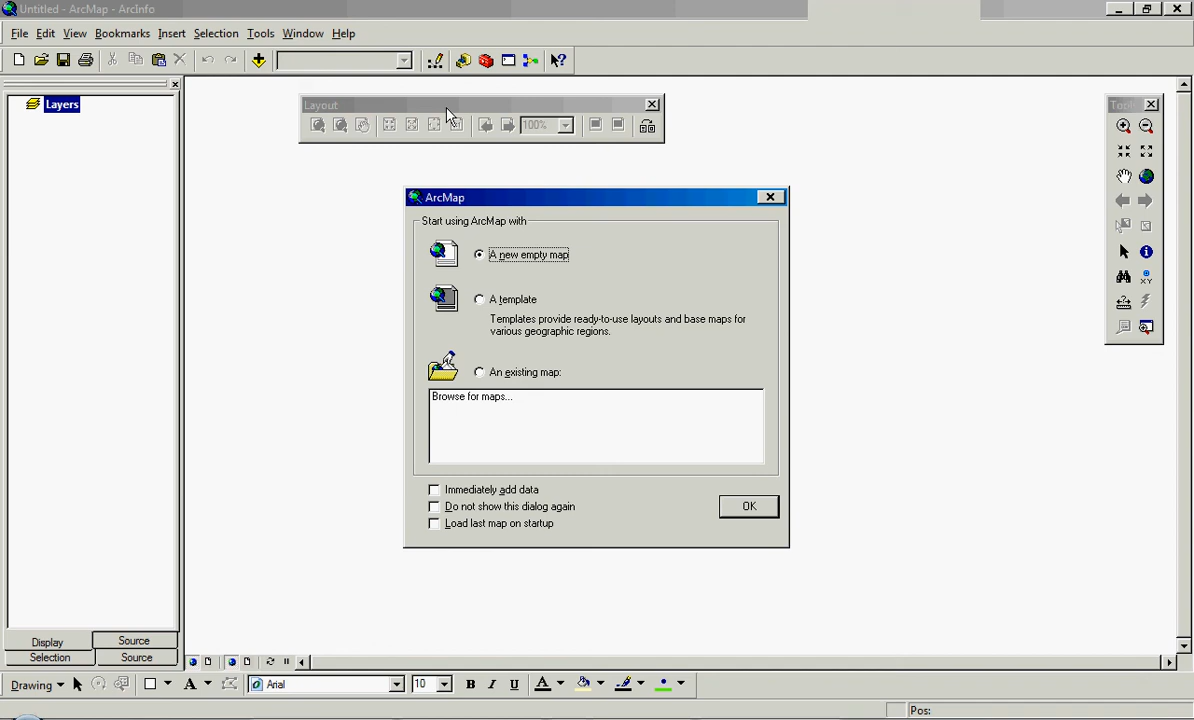 Untitled - ArcMap - ArcInfo
File Edit View Bookmarks Insert Selection Tools Window Help
Layers
Layout
100%
Tools
XY
ArcMap
Start using ArcMap with
A new empty map
A template
Templates provide ready-to-use layouts and base maps for
various geographic regions.
An existing map:
Browse for maps...
Immediately add data
Do not show this dialog again
Load last map on startup
OK
Display Source
Selection Source
Drawing A Arial 10 B I U A
Pos: